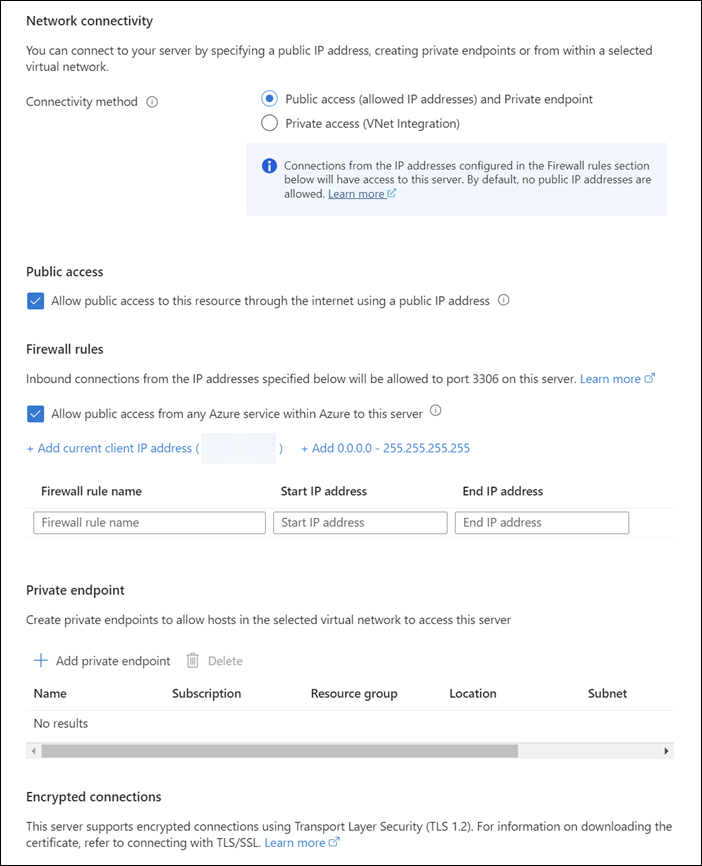 Network connectivity
You can connect to your server by specifying a public IP address, creating private endpoints or from within a selected
virtual network.
Connectivity method
Public access (allowed IP addresses) and Private endpoint
Private access (VNet Integration)
Connections from the IP addresses configured in the Firewall rules section
below will have access to this server. By default, no public IP addresses are
allowed. Learn more
Public access
Allow public access to this resource through the internet using a public IP address
Firewall rules
Inbound connections from the IP addresses specified below will be allowed to port 3306 on this server. Learn more
Allow public access from any Azure service within Azure to this server
+ Add current client IP address ( ) + Add 0.0.0.0 - 255.255.255.255
Firewall rule name Start IP address End IP address
Firewall rule name Start IP address End IP address
Private endpoint
Create private endpoints to allow hosts in the selected virtual network to access this server
+ Add private endpoint Delete
Name Subscription Resource group Location Subnet
No results
Encrypted connections
This server supports encrypted connections using Transport Layer Security (TLS 1.2). For information on downloading the
certificate, refer to connecting with TLS/SSL. Learn more